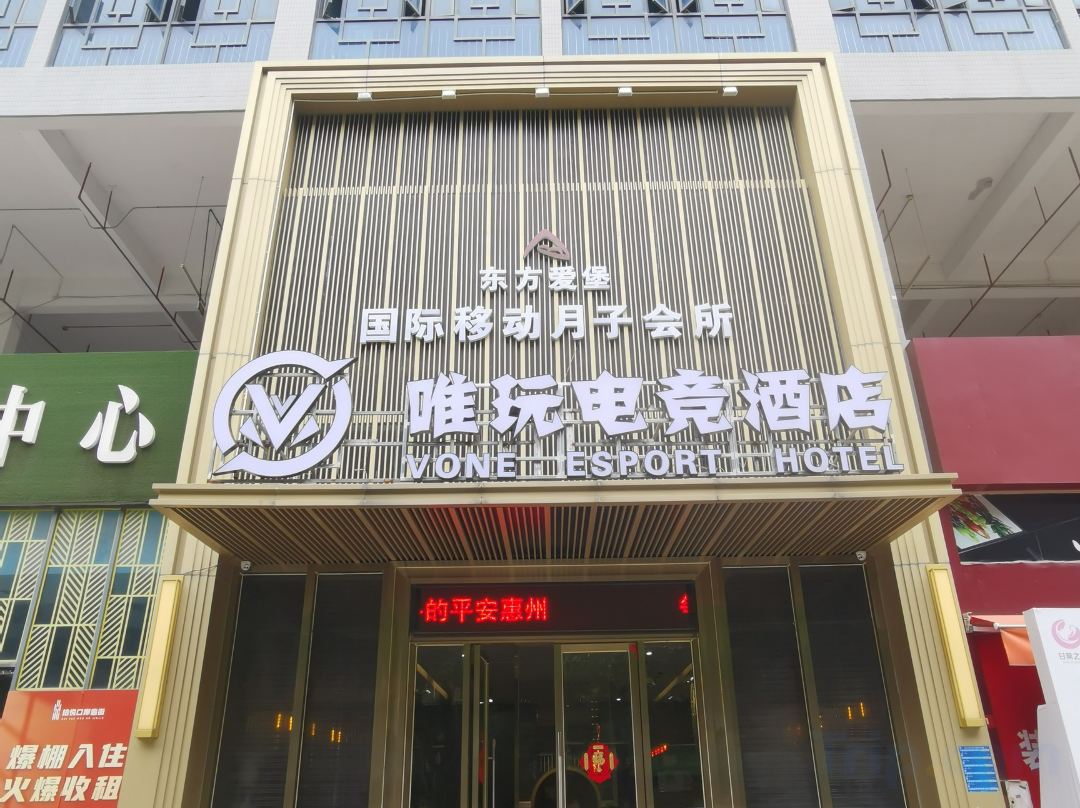 东方爱堡
国际移动月子会所
唯玩电竞酒店
VONE ESPORT HOTEL
中心
的平安惠州
爆棚入住
火爆收租
装